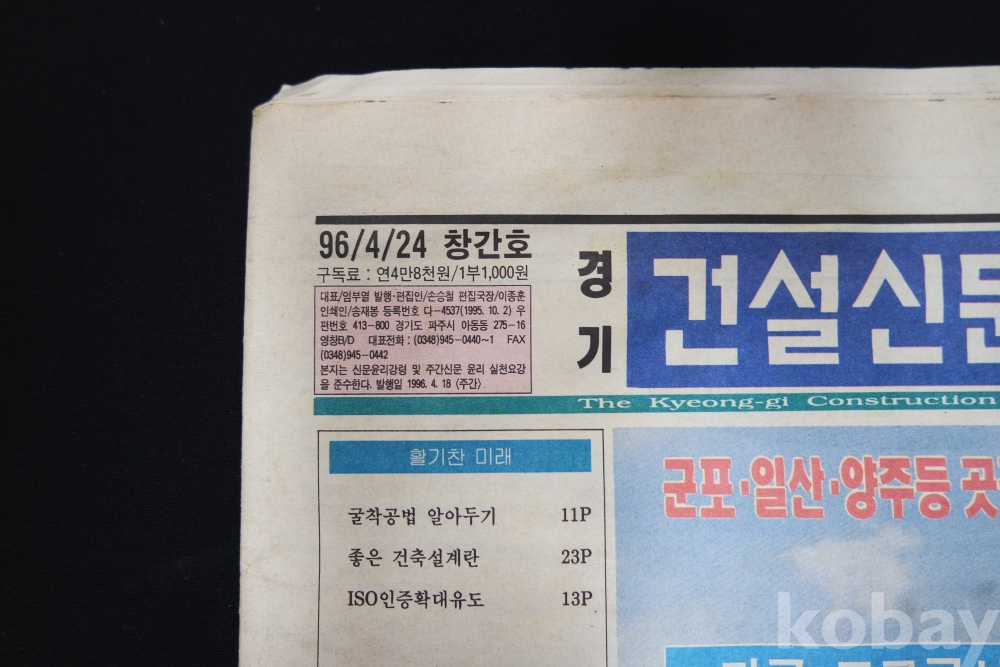 96/4/24 창간호
구독료 : 연4만8천원/1부1,000원
대표/임부열 발행·편집인/손승철 편집국장/이종훈
인쇄인/송재봉 등록번호 다-4537(1995. 10. 2) 우
편번호 413-800 경기도 파주시 아동동 275-16
영창B/D 대표전화 : (0348)945-0440~1 FAX
(0348)945-0442
본지는 신문윤리강령 및 주간신문 윤리 실천요강
을 준수한다. 발행일 1996. 4. 18 〈주간〉
경기
건설신문
The Kyeong-gi Construction
활기찬 미래
굴착공법 알아두기 11P
좋은 건축설계란 23P
ISO인증확대유도 13P
군포·일산·양주등 곳
kobay